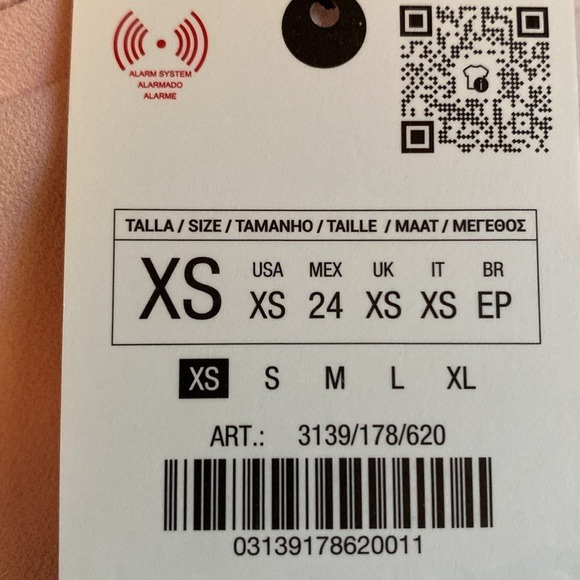 ALARM SYSTEM
ALARMADO
ALARME
TALLA / SIZE / TAMANHO / TAILLE / MAAT / ΜΕΓΕΘΟΣ
XS
USA MEX UK IT BR
XS 24 XS XS EP
XS S M L XL
ART.: 3139/178/620
03139178620011